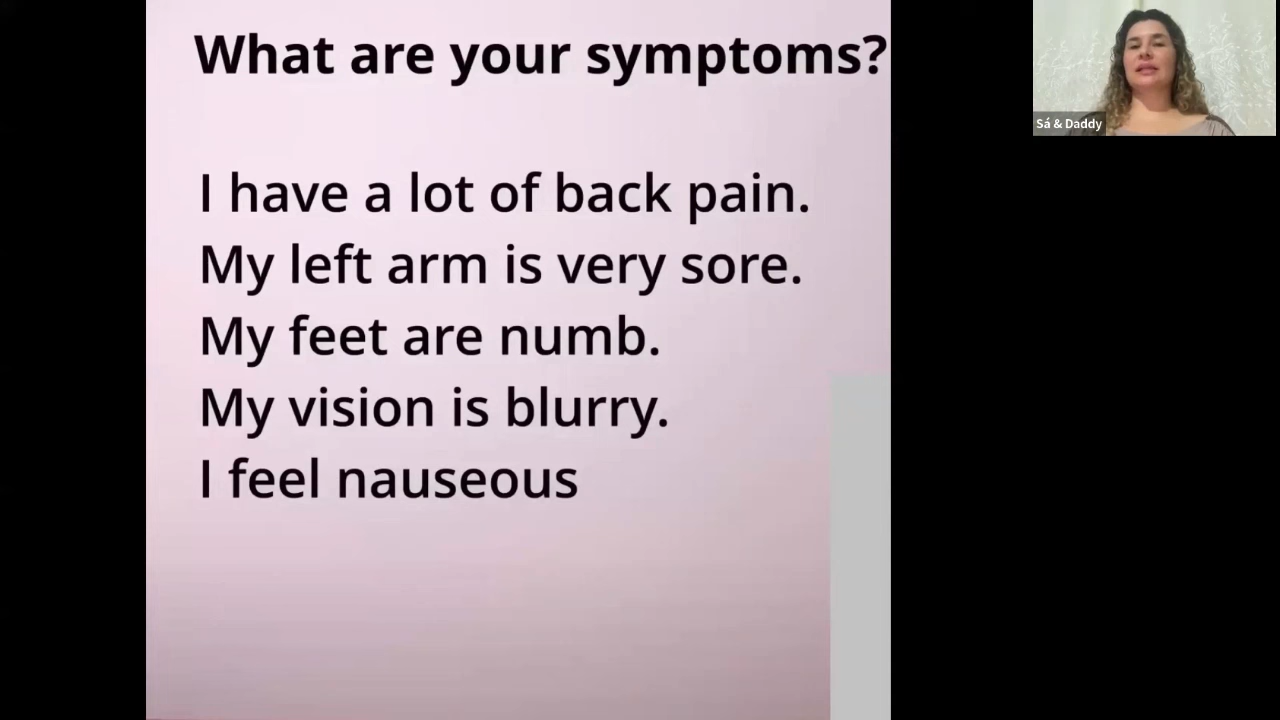 What are your symptoms?
I have a lot of back pain.
My left arm is very sore.
My feet are numb.
My vision is blurry.
I feel nauseous
Sá & Daddy